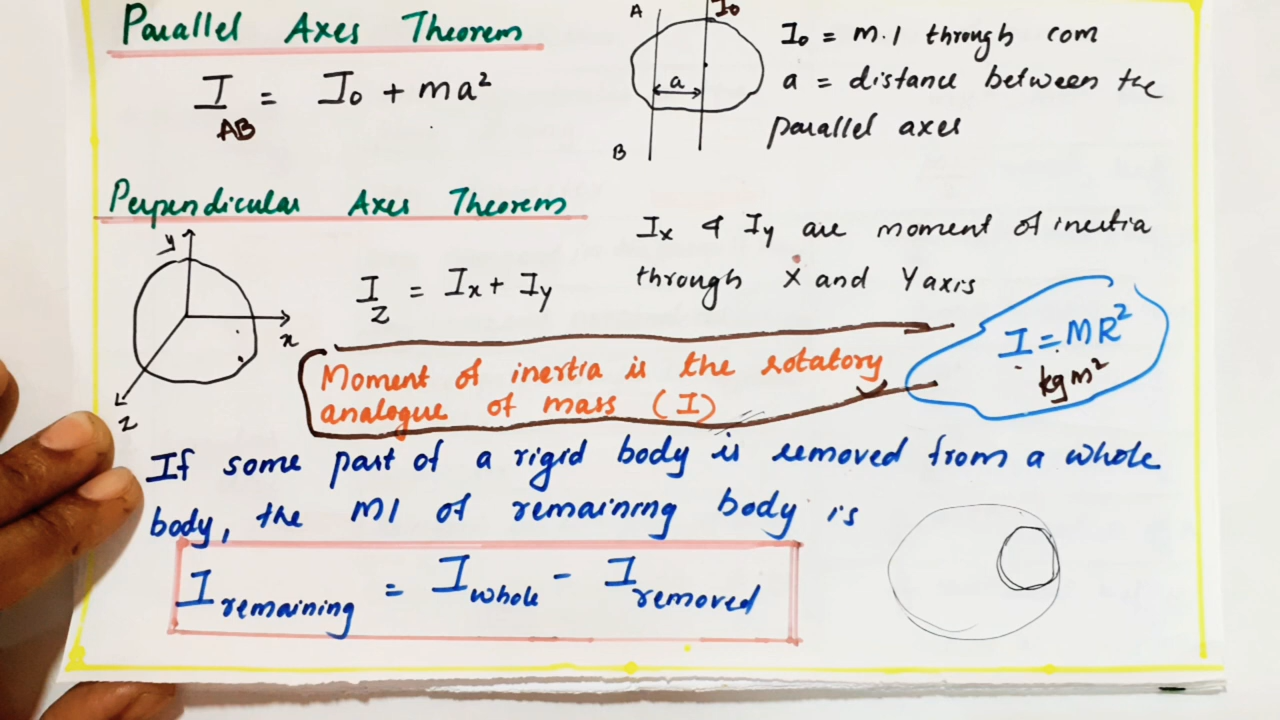 Parallel Axes Theorem
I_AB = I₀ + ma²
A I₀
a
B
I₀ = m.I through com
a = distance between the
parallel axes
Perpendicular Axes Theorem
y
x
z
I_Z = Ix + Iy
Ix & Iy are moment of inertia
through X and Y axis
Moment of inertia is the rotatory
analogue of mass (I)
I = MR²
kgm²
If some part of a rigid body is removed from a whole
body, the MI of remaining body is
I remaining = I whole - I removed